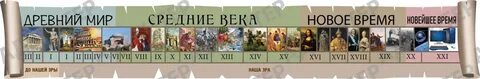 ДРЕВНИЙ МИР СРЕДНИЕ ВЕКА НОВОЕ ВРЕМЯ НОВЕЙШЕЕ ВРЕМЯ
III II I I II III IV V VI VII VIII IX X XI XII XIII XIV XV XVI XVII XVIII XIX XX XXI
ДО НАШЕЙ ЭРЫ НАША ЭРА